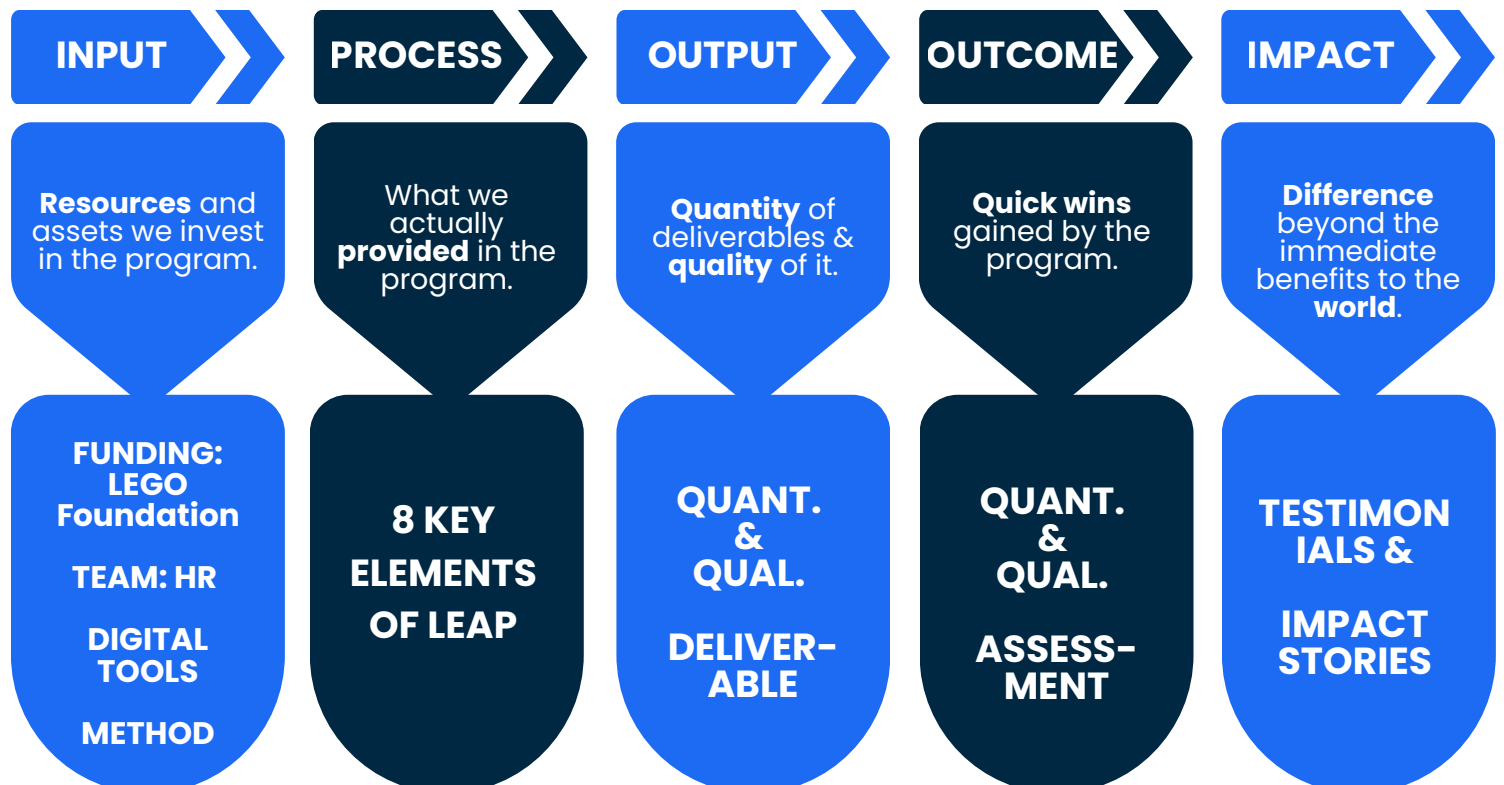 INPUT
PROCESS
OUTPUT
OUTCOME
IMPACT
Resources and
assets we invest
in the program.
What we
actually
provided in the
program.
Quantity of
deliverables &
quality of it.
Quick wins
gained by the
program.
Difference
beyond the
immediate
benefits to the
world.
FUNDING:
LEGO
Foundation
TEAM: HR
DIGITAL
TOOLS
METHOD
8 KEY
ELEMENTS
OF LEAP
QUANT.
&
QUAL.
DELIVER-
ABLE
QUANT.
&
QUAL.
ASSESS-
MENT
TESTIMON
IALS &
IMPACT
STORIES